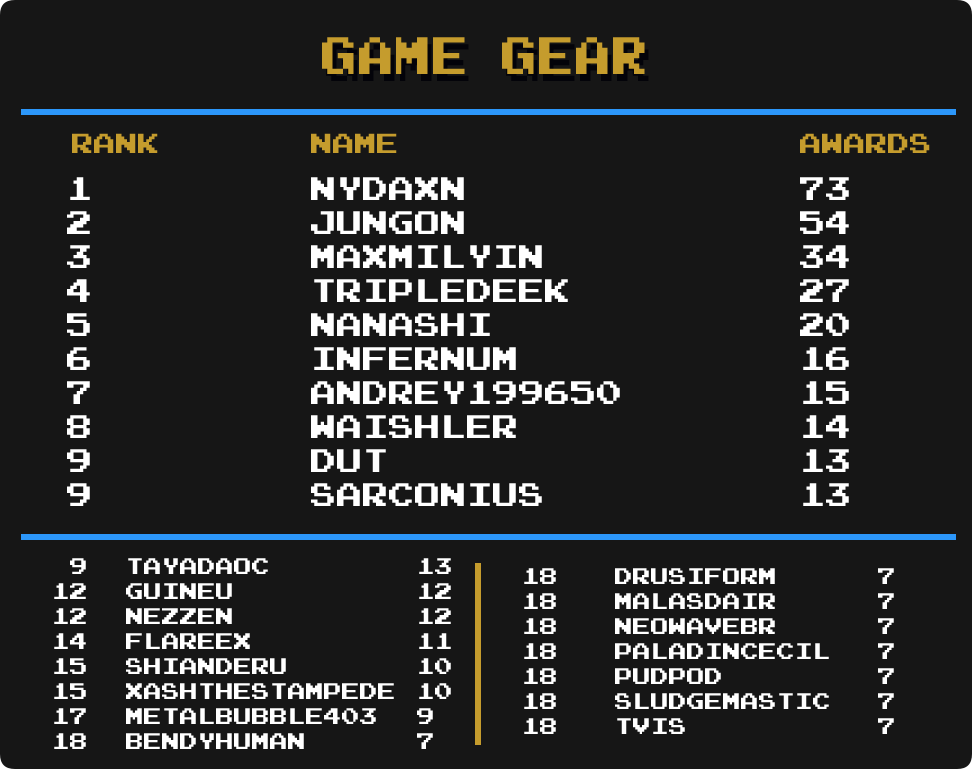 GAME GEAR
RANK NAME AWARDS
1 NYDAXN 73
2 JUNGON 54
3 MAXMILYIN 34
4 TRIPLEDEEK 27
5 NANASHI 20
6 INFERNUM 16
7 ANDREY199650 15
8 WAISHLER 14
9 DUT 13
9 SARCONIUS 13
9 TAYADAOC 13
12 GUINEU 12
12 NEZZEN 12
14 FLAREEX 11
15 SHIANDERU 10
15 XASHTHESTAMPEDE 10
17 METALBUBBLE403 9
18 BENDYHUMAN 7
18 DRUSIFORM 7
18 MALASDAIR 7
18 NEOWAVEBR 7
18 PALADINCECIL 7
18 PUDPOD 7
18 SLUDGEMASTIC 7
18 TVIS 7